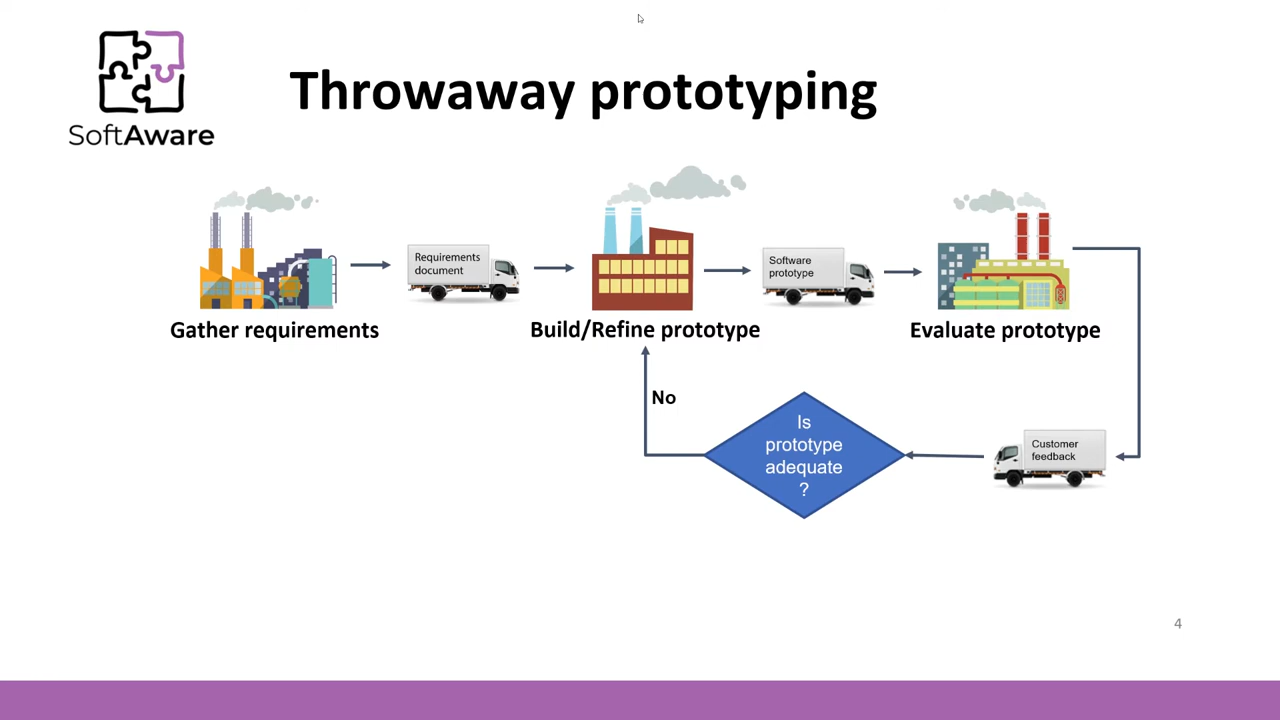 SoftAware
Throwaway prototyping
Requirements
document
Software
prototype
Gather requirements
Build/Refine prototype
Evaluate prototype
No
Is
prototype
adequate
?
Customer
feedback
4